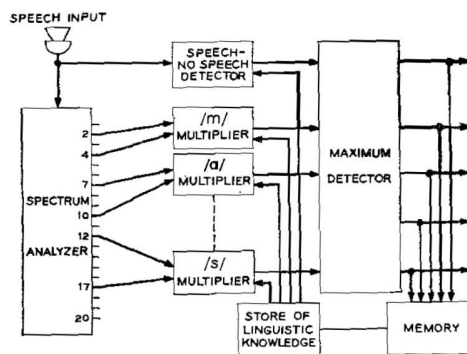 SPEECH INPUT
SPEECH-
NO SPEECH
DETECTOR
/m/
MULTIPLIER
/a/
MULTIPLIER
/s/
MULTIPLIER
SPECTRUM
ANALYZER
2
4
7
10
12
17
20
MAXIMUM
DETECTOR
STORE OF
LINGUISTIC
KNOWLEDGE
MEMORY